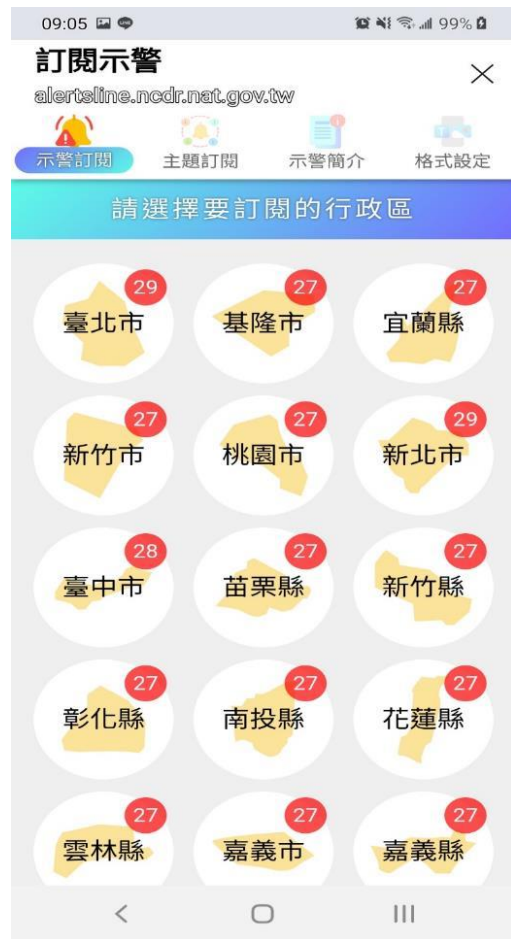 09:05 99%
訂閱示警
alertsline.ncdr.nat.gov.tw
示警訂閱 主題訂閱 示警簡介 格式設定
請選擇要訂閱的行政區
29 27 27
臺北市 基隆市 宜蘭縣
27 27 29
新竹市 桃園市 新北市
28 27 27
臺中市 苗栗縣 新竹縣
27 27 27
彰化縣 南投縣 花蓮縣
27 27 27
雲林縣 嘉義市 嘉義縣